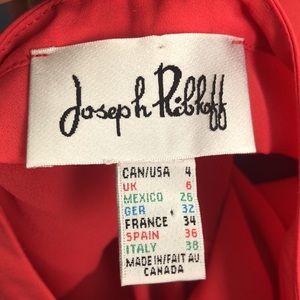 Joseph Ribkoff
CAN/USA 4
UK 6
MEXICO 26
GER 32
FRANCE 34
SPAIN 36
ITALY 38
MADE IN/FAIT AU
CANADA